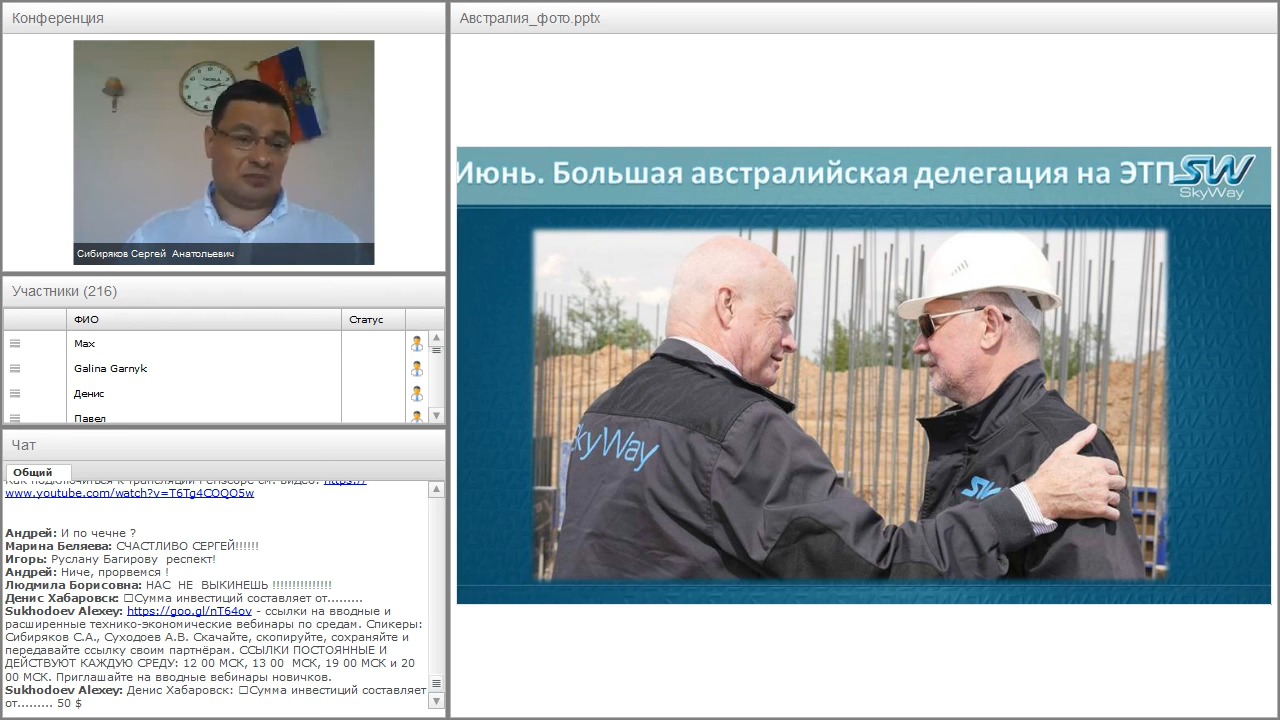 Конференция
Сибиряков Сергей Анатольевич
Участники (216)
ФИО
Статус
Max
Galina Garnyk
Денис
Павел
Чат
Общий
www.youtube.com/watch?v=T6Tg4COQO5w
Андрей: И по чечне ?
Марина Беляева: СЧАСТЛИВО СЕРГЕЙ!!!!!!
Игорь: Руслану Багирову респект!
Андрей: Ниче, прорвемся !
Людмила Борисовна: НАС НЕ ВЫКИНЕШЬ !!!!!!!!!!!!!!!
Денис Хабаровск: Сумма инвестиций составляет от.........
Sukhodoev Alexey: https://goo.gl/nT64ov - ссылки на вводные и
расширенные технико-экономические вебинары по средам. Спикеры:
Сибиряков С.А., Суходоев А.В. Скачайте, скопируйте, сохраняйте и
передавайте ссылку своим партнёрам. ССЫЛКИ ПОСТОЯННЫЕ И
ДЕЙСТВУЮТ КАЖДУЮ СРЕДУ: 12 00 МСК, 13 00 МСК, 19 00 МСК и 20
00 МСК. Приглашайте на вводные вебинары новичков.
Sukhodoev Alexey: Денис Хабаровск: Сумма инвестиций составляет
от......... 50 $
Австралия_фото.pptx
Июнь. Большая австралийская делегация на ЭТП
SW
SkyWay
SkyWay
SW